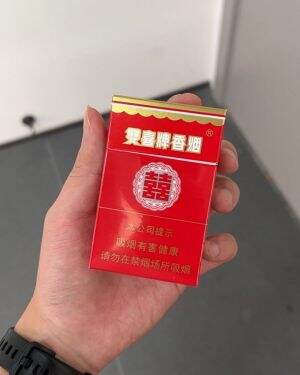 雙喜牌香烟®
囍
本公司提示
吸烟有害健康
请勿在禁烟场所吸烟